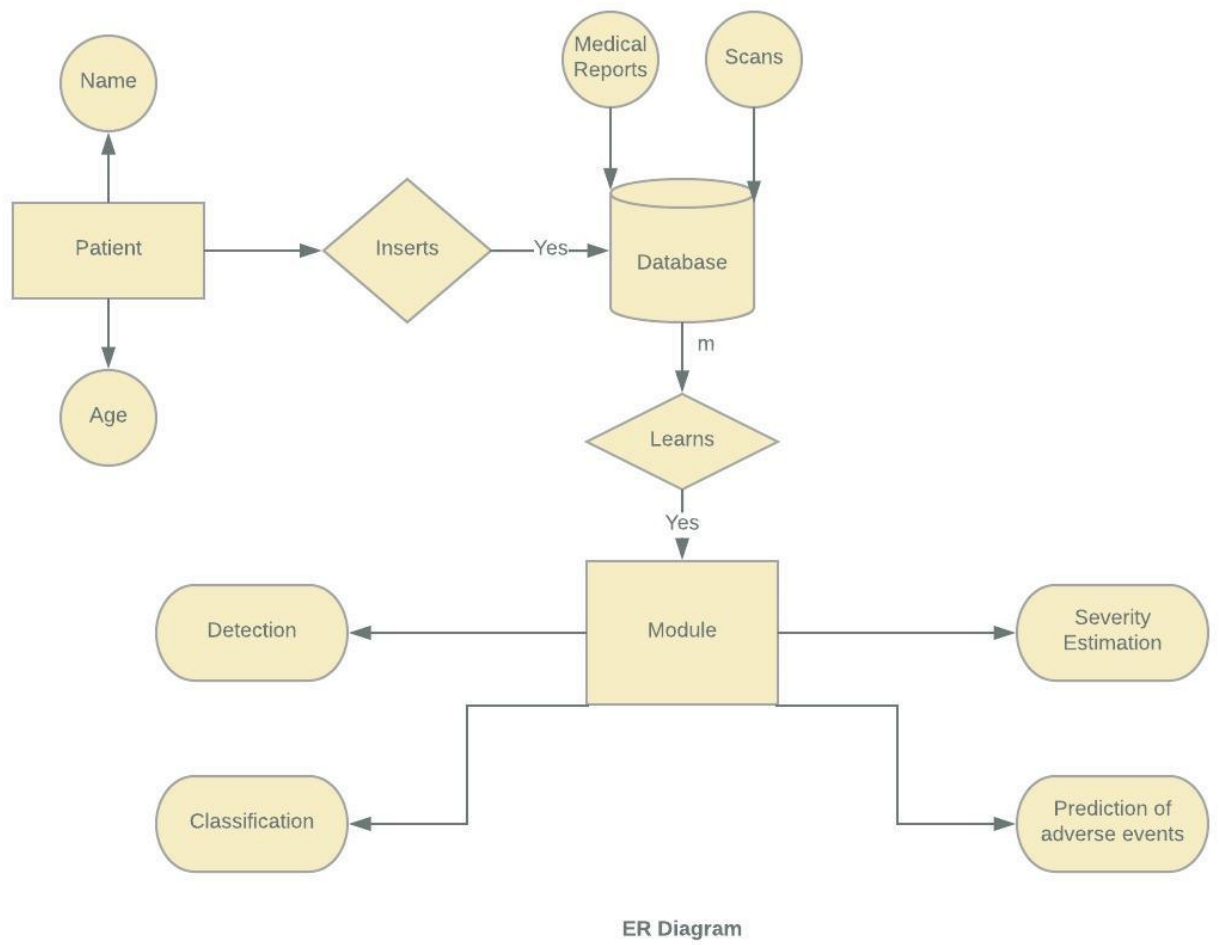 Medical
Reports
Scans
Name
Patient
Inserts
Yes
Database
m
Age
Learns
Yes
Detection
Module
Severity
Estimation
Classification
Prediction of
adverse events
ER Diagram